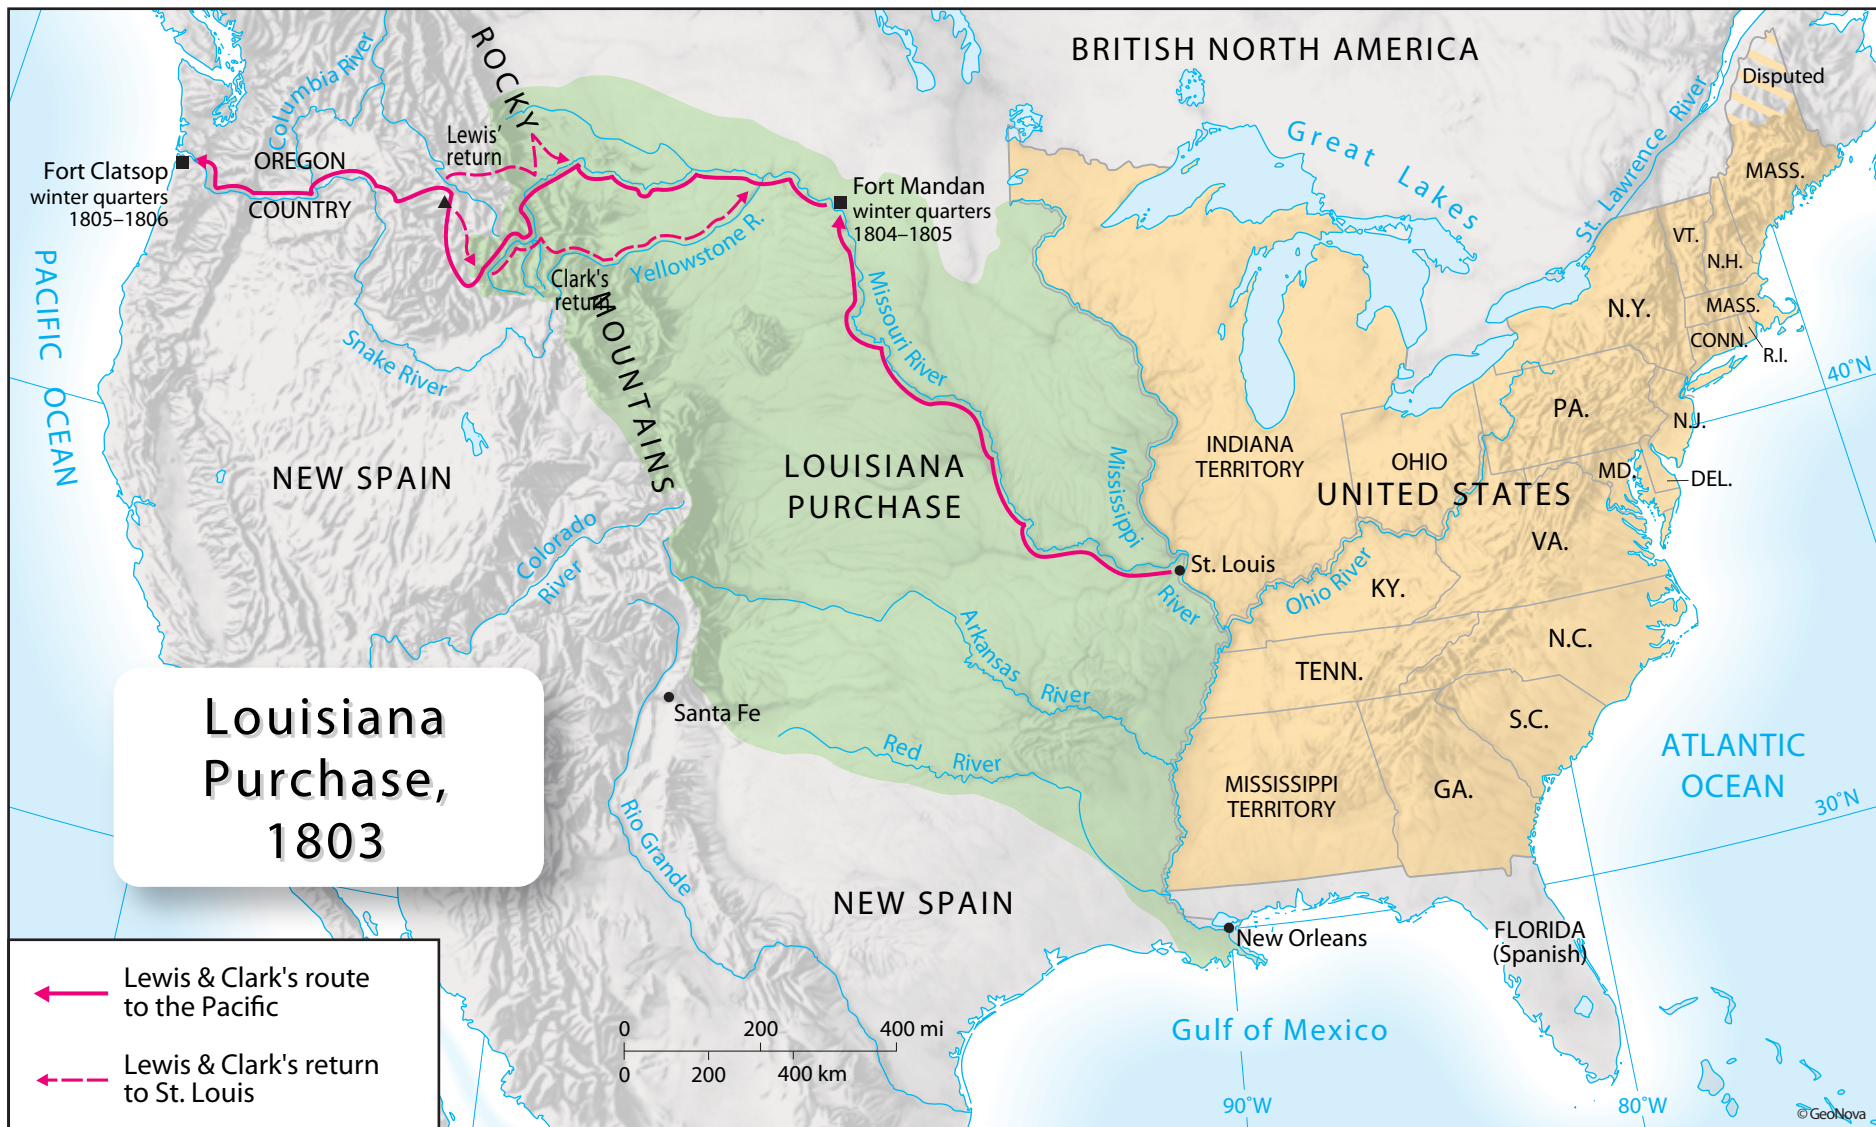 BRITISH NORTH AMERICA
ROCKY
MOUNTAINS
Columbia River
Lewis'
return
OREGON
COUNTRY
Fort Clatsop
winter quarters
1805–1806
Fort Mandan
winter quarters
1804–1805
Clark's
return
Yellowstone R.
Missouri River
Snake River
PACIFIC OCEAN
Great Lakes
St. Lawrence River
Disputed
MASS.
VT.
N.H.
N.Y.
MASS.
CONN.
R.I.
40°N
PA.
N.J.
MD.
DEL.
INDIANA
TERRITORY
OHIO
UNITED STATES
VA.
NEW SPAIN
LOUISIANA
PURCHASE
Mississippi
River
St. Louis
Ohio River
KY.
Colorado
River
Arkansas
River
TENN.
N.C.
S.C.
Santa Fe
Red River
MISSISSIPPI
TERRITORY
GA.
ATLANTIC
OCEAN
30°N
Louisiana
Purchase,
1803
Rio Grande
NEW SPAIN
New Orleans
FLORIDA
(Spanish)
Gulf of Mexico
Lewis & Clark's route
to the Pacific
Lewis & Clark's return
to St. Louis
0 200 400 mi
0 200 400 km
90°W
80°W
© GeoNova